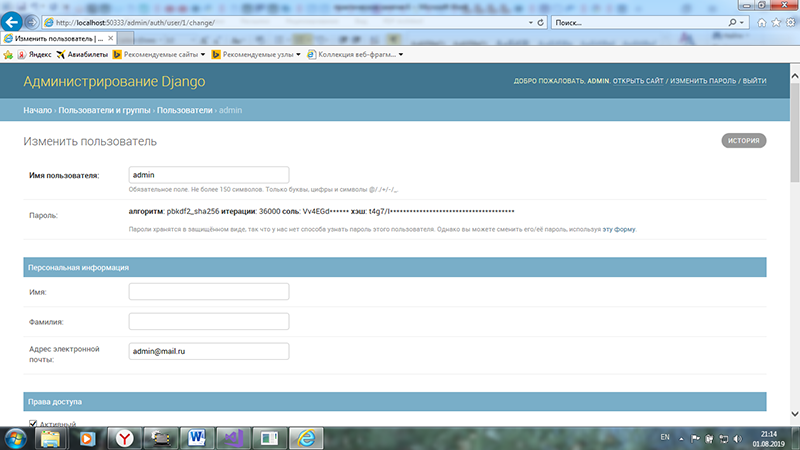 http://localhost:50333/admin/auth/user/1/change/
Поиск...
Изменить пользователь | ...
Яндекс Авиабилеты Рекомендуемые сайты Рекомендуемые узлы Коллекция веб-фрагм...
Администрирование Django
ДОБРО ПОЖАЛОВАТЬ, ADMIN. ОТКРЫТЬ САЙТ / ИЗМЕНИТЬ ПАРОЛЬ / ВЫЙТИ
Начало › Пользователи и группы › Пользователи › admin
Изменить пользователь
ИСТОРИЯ
Имя пользователя:
admin
Обязательное поле. Не более 150 символов. Только буквы, цифры и символы @/./+/-/_.
Пароль:
алгоритм: pbkdf2_sha256 итерации: 36000 соль: Vv4EGd****** хэш: t4g7/I**************************************
Пароли хранятся в защищённом виде, так что у нас нет способа узнать пароль этого пользователя. Однако вы можете сменить его/её пароль, используя эту форму.
Персональная информация
Имя:
Фамилия:
Адрес электронной
почты:
admin@mail.ru
Права доступа
Активный
EN
21:14
01.08.2019